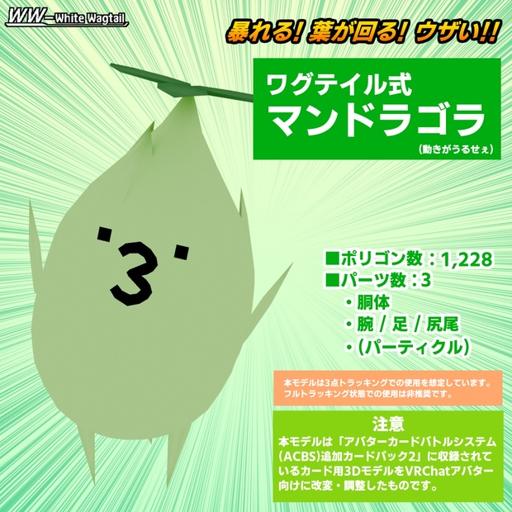 WW-White Wagtail
暴れる! 葉が回る! ウザい!!
ワグテイル式
マンドラゴラ
(動きがうるせぇ)
■ポリゴン数：1,228
■パーツ数：3
・胴体
・腕 / 足 / 尻尾
・(パーティクル)
本モデルは3点トラッキングでの使用を想定しています。
フルトラッキング状態での使用は非推奨です。
注意
本モデルは「アバターカードバトルシステム
(ACBS)追加カードパック2」に収録されて
いるカード用3DモデルをVRChatアバター
向けに改変・調整したものです。